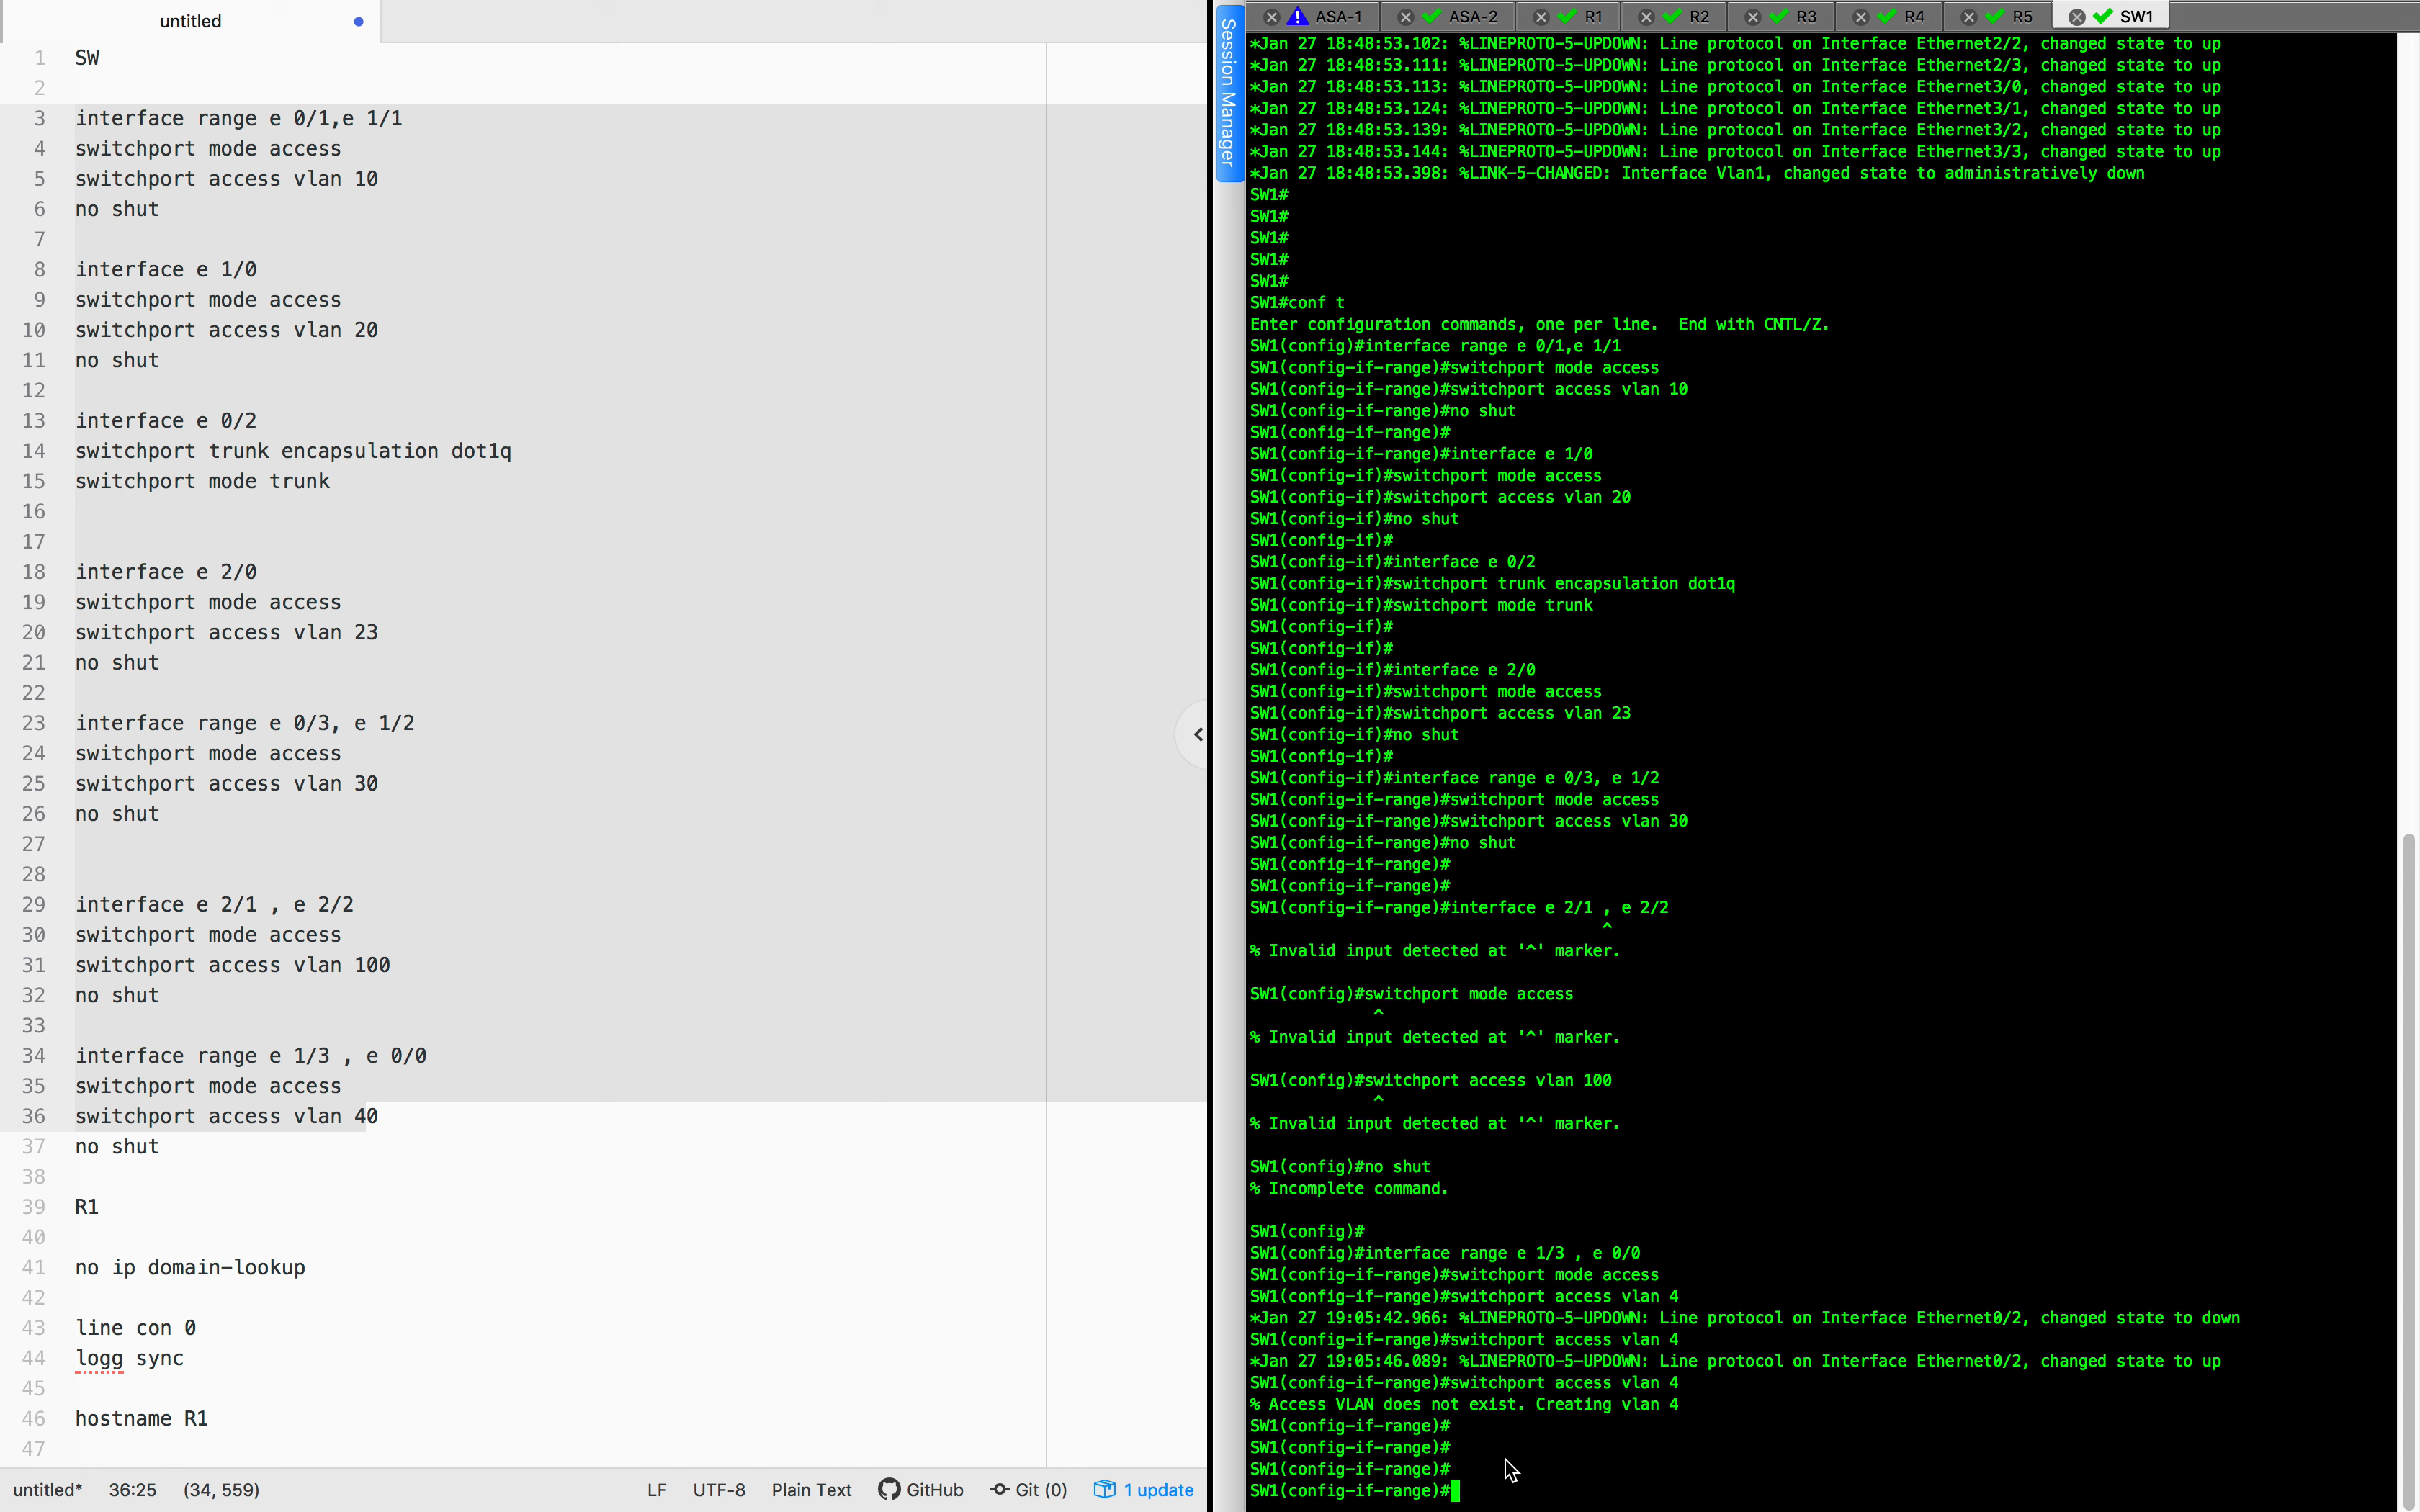 untitled
1 SW
2
3 interface range e 0/1,e 1/1
4 switchport mode access
5 switchport access vlan 10
6 no shut
7
8 interface e 1/0
9 switchport mode access
10 switchport access vlan 20
11 no shut
12
13 interface e 0/2
14 switchport trunk encapsulation dot1q
15 switchport mode trunk
16
17
18 interface e 2/0
19 switchport mode access
20 switchport access vlan 23
21 no shut
22
23 interface range e 0/3, e 1/2
24 switchport mode access
25 switchport access vlan 30
26 no shut
27
28
29 interface e 2/1 , e 2/2
30 switchport mode access
31 switchport access vlan 100
32 no shut
33
34 interface range e 1/3 , e 0/0
35 switchport mode access
36 switchport access vlan 40
37 no shut
38
39 R1
40
41 no ip domain-lookup
42
43 line con 0
44 logg sync
45
46 hostname R1
47
untitled* 36:25 (34, 559) LF UTF-8 Plain Text GitHub Git (0) 1 update
Session Manager
ASA-1 ASA-2 R1 R2 R3 R4 R5 SW1
*Jan 27 18:48:53.102: %LINEPROTO-5-UPDOWN: Line protocol on Interface Ethernet2/2, changed state to up
*Jan 27 18:48:53.111: %LINEPROTO-5-UPDOWN: Line protocol on Interface Ethernet2/3, changed state to up
*Jan 27 18:48:53.113: %LINEPROTO-5-UPDOWN: Line protocol on Interface Ethernet3/0, changed state to up
*Jan 27 18:48:53.124: %LINEPROTO-5-UPDOWN: Line protocol on Interface Ethernet3/1, changed state to up
*Jan 27 18:48:53.139: %LINEPROTO-5-UPDOWN: Line protocol on Interface Ethernet3/2, changed state to up
*Jan 27 18:48:53.144: %LINEPROTO-5-UPDOWN: Line protocol on Interface Ethernet3/3, changed state to up
*Jan 27 18:48:53.398: %LINK-5-CHANGED: Interface Vlan1, changed state to administratively down
SW1#
SW1#
SW1#
SW1#
SW1#
SW1#conf t
Enter configuration commands, one per line. End with CNTL/Z.
SW1(config)#interface range e 0/1,e 1/1
SW1(config-if-range)#switchport mode access
SW1(config-if-range)#switchport access vlan 10
SW1(config-if-range)#no shut
SW1(config-if-range)#
SW1(config-if-range)#interface e 1/0
SW1(config-if)#switchport mode access
SW1(config-if)#switchport access vlan 20
SW1(config-if)#no shut
SW1(config-if)#
SW1(config-if)#interface e 0/2
SW1(config-if)#switchport trunk encapsulation dot1q
SW1(config-if)#switchport mode trunk
SW1(config-if)#
SW1(config-if)#
SW1(config-if)#interface e 2/0
SW1(config-if)#switchport mode access
SW1(config-if)#switchport access vlan 23
SW1(config-if)#no shut
SW1(config-if)#
SW1(config-if)#interface range e 0/3, e 1/2
SW1(config-if-range)#switchport mode access
SW1(config-if-range)#switchport access vlan 30
SW1(config-if-range)#no shut
SW1(config-if-range)#
SW1(config-if-range)#
SW1(config-if-range)#interface e 2/1 , e 2/2
^
% Invalid input detected at '^' marker.
SW1(config)#switchport mode access
^
% Invalid input detected at '^' marker.
SW1(config)#switchport access vlan 100
^
% Invalid input detected at '^' marker.
SW1(config)#no shut
% Incomplete command.
SW1(config)#
SW1(config)#interface range e 1/3 , e 0/0
SW1(config-if-range)#switchport mode access
SW1(config-if-range)#switchport access vlan 4
*Jan 27 19:05:42.966: %LINEPROTO-5-UPDOWN: Line protocol on Interface Ethernet0/2, changed state to down
SW1(config-if-range)#switchport access vlan 4
*Jan 27 19:05:46.089: %LINEPROTO-5-UPDOWN: Line protocol on Interface Ethernet0/2, changed state to up
SW1(config-if-range)#switchport access vlan 4
% Access VLAN does not exist. Creating vlan 4
SW1(config-if-range)#
SW1(config-if-range)#
SW1(config-if-range)#
SW1(config-if-range)#